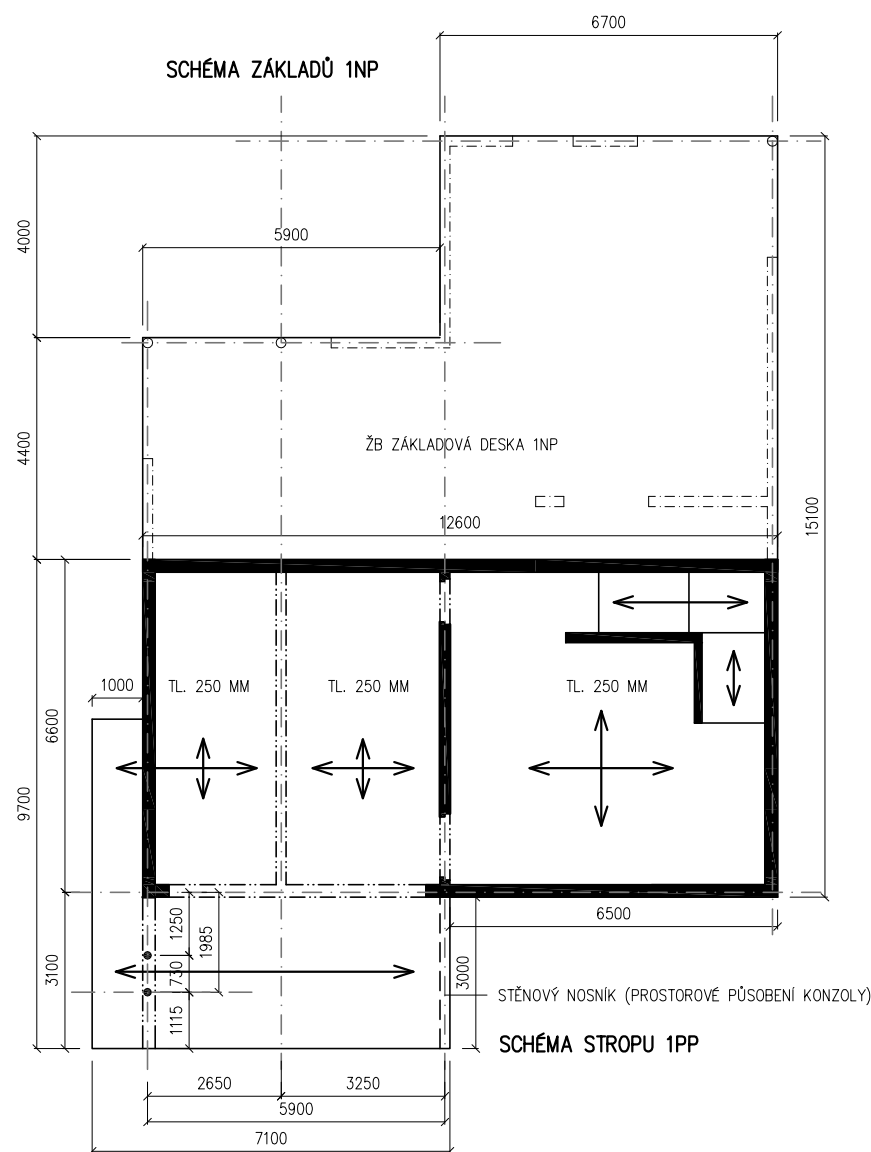 6700
SCHÉMA ZÁKLADŮ 1NP
4000
5900
4400
ŽB ZÁKLADOVÁ DESKA 1NP
12600
15100
1000
TL. 250 MM
TL. 250 MM
TL. 250 MM
6600
9700
1250
1985
6500
3100
730
3000
STĚNOVÝ NOSNÍK (PROSTOROVÉ PŮSOBENÍ KONZOLY)
1115
SCHÉMA STROPU 1PP
2650
3250
5900
7100